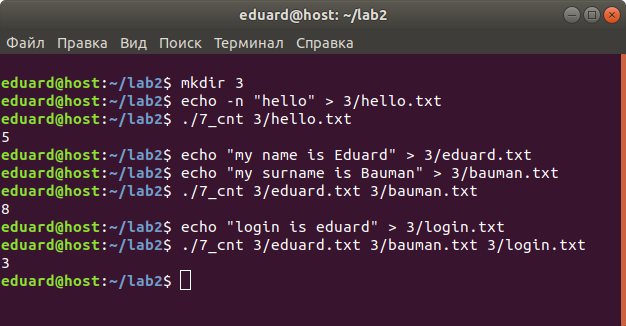 eduard@host: ~/lab2
Файл Правка Вид Поиск Терминал Справка
eduard@host:~/lab2$ mkdir 3
eduard@host:~/lab2$ echo -n "hello" > 3/hello.txt
eduard@host:~/lab2$ ./7_cnt 3/hello.txt
5
eduard@host:~/lab2$ echo "my name is Eduard" > 3/eduard.txt
eduard@host:~/lab2$ echo "my surname is Bauman" > 3/bauman.txt
eduard@host:~/lab2$ ./7_cnt 3/eduard.txt 3/bauman.txt
8
eduard@host:~/lab2$ echo "login is eduard" > 3/login.txt
eduard@host:~/lab2$ ./7_cnt 3/eduard.txt 3/bauman.txt 3/login.txt
3
eduard@host:~/lab2$